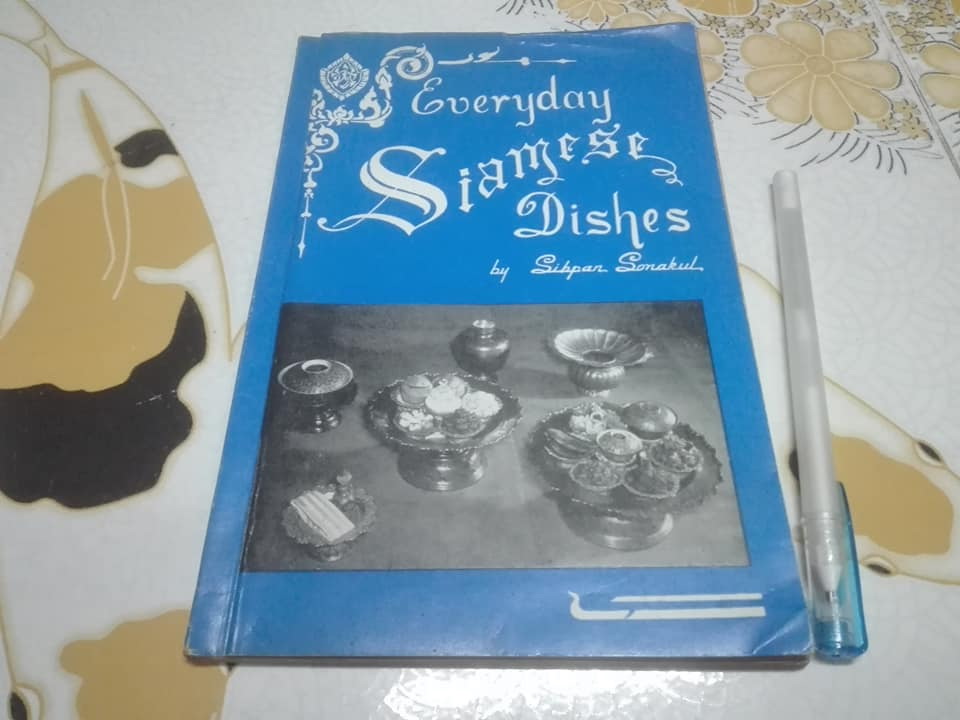 Everyday
Siamese
Dishes
by Sibpan Sonakul